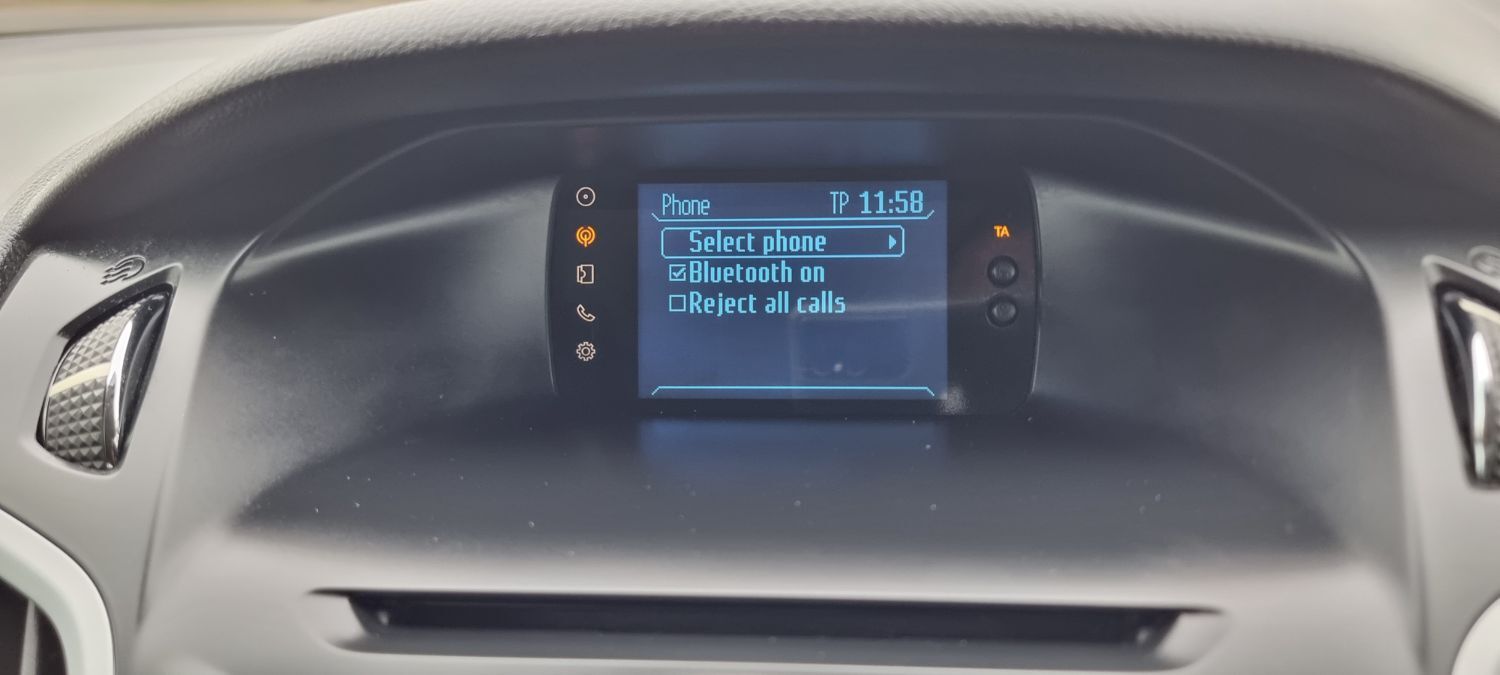 Phone TP 11:58
TA
Select phone
Bluetooth on
Reject all calls